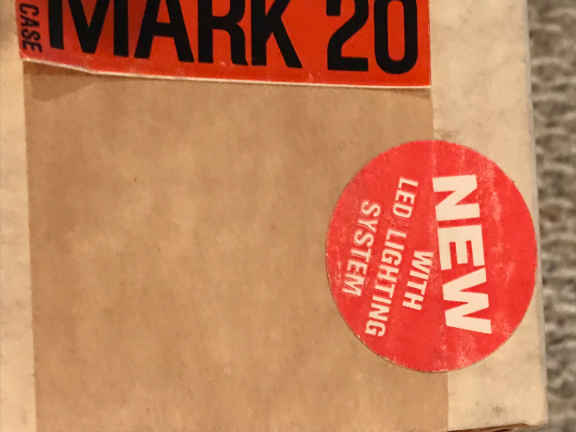 CASE
MARK 20
NEW
WITH
LED LIGHTING
SYSTEM